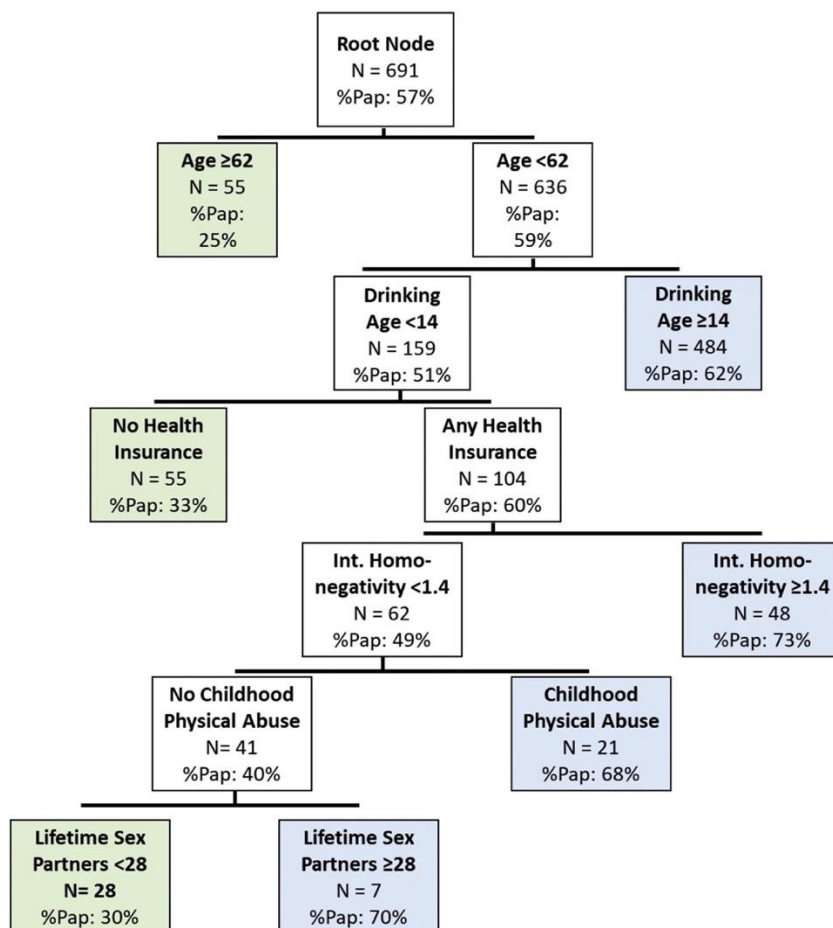 Root Node
N = 691
%Pap: 57%
Age ≥62
N = 55
%Pap:
25%
Age <62
N = 636
%Pap:
59%
Drinking
Age <14
N = 159
%Pap: 51%
Drinking
Age ≥14
N = 484
%Pap: 62%
No Health
Insurance
N = 55
%Pap: 33%
Any Health
Insurance
N = 104
%Pap: 60%
Int. Homo-
negativity <1.4
N = 62
%Pap: 49%
Int. Homo-
negativity ≥1.4
N = 48
%Pap: 73%
No Childhood
Physical Abuse
N= 41
%Pap: 40%
Childhood
Physical Abuse
N = 21
%Pap: 68%
Lifetime Sex
Partners <28
N= 28
%Pap: 30%
Lifetime Sex
Partners ≥28
N = 7
%Pap: 70%